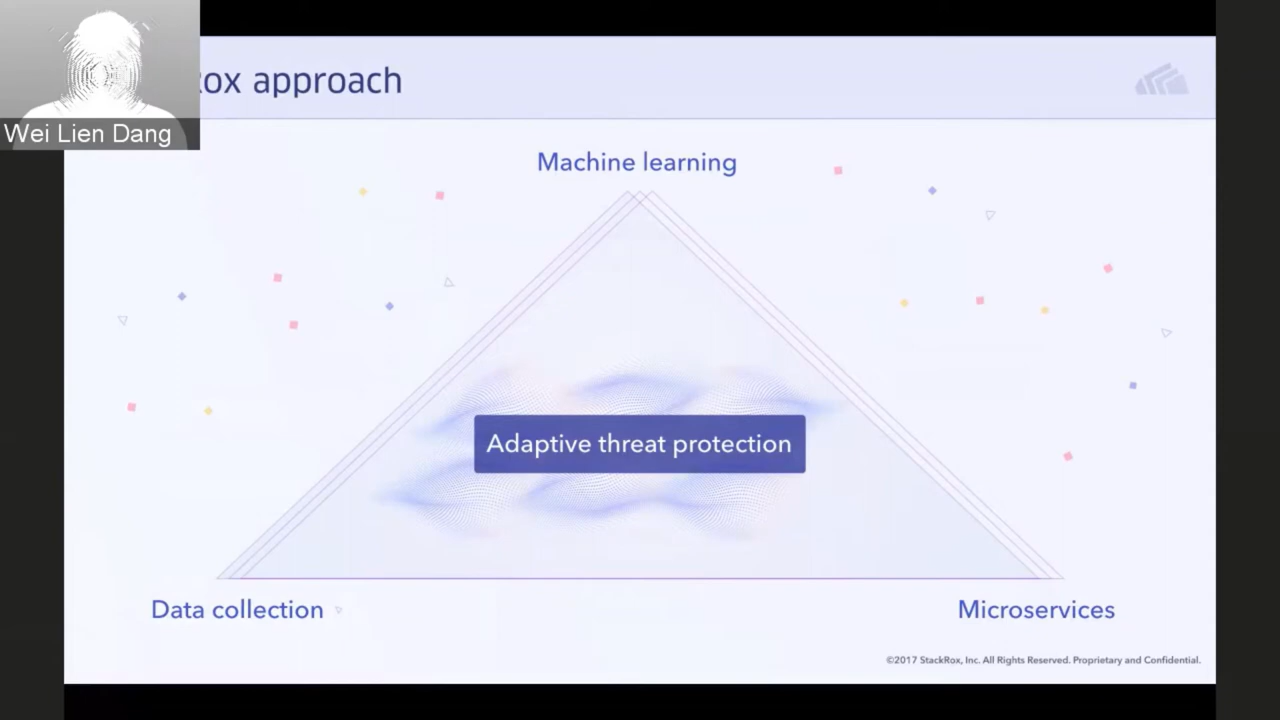 Wei Lien Dang
ox approach
Machine learning
Adaptive threat protection
Data collection
Microservices
©2017 StackRox, Inc. All Rights Reserved. Proprietary and Confidential.